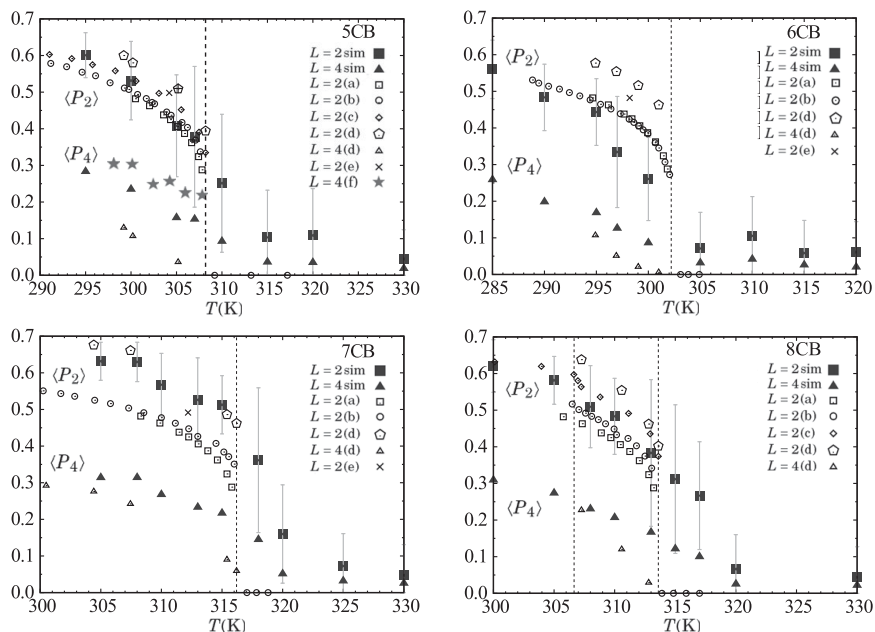 5CB
0.7
0.6
0.5
0.4
0.3
0.2
0.1
0.0
⟨P2⟩
⟨P4⟩
L = 2 sim
L = 4 sim
L = 2(a)
L = 2(b)
L = 2(c)
L = 2(d)
L = 4(d)
L = 2(e)
L = 4(f)
290 295 300 305 310 315 320 325 330
T(K)
6CB
0.7
0.6
0.5
0.4
0.3
0.2
0.1
0.0
⟨P2⟩
⟨P4⟩
L = 2 sim
L = 4 sim
L = 2(a)
L = 2(b)
L = 2(d)
L = 4(d)
L = 2(e)
285 290 295 300 305 310 315 320
T(K)
7CB
0.7
0.6
0.5
0.4
0.3
0.2
0.1
0.0
⟨P2⟩
⟨P4⟩
L = 2 sim
L = 4 sim
L = 2(a)
L = 2(b)
L = 2(d)
L = 4(d)
L = 2(e)
300 305 310 315 320 325 330
T(K)
8CB
0.7
0.6
0.5
0.4
0.3
0.2
0.1
0.0
⟨P2⟩
⟨P4⟩
L = 2 sim
L = 4 sim
L = 2(a)
L = 2(b)
L = 2(c)
L = 2(d)
L = 4(d)
300 305 310 315 320 325 330
T(K)